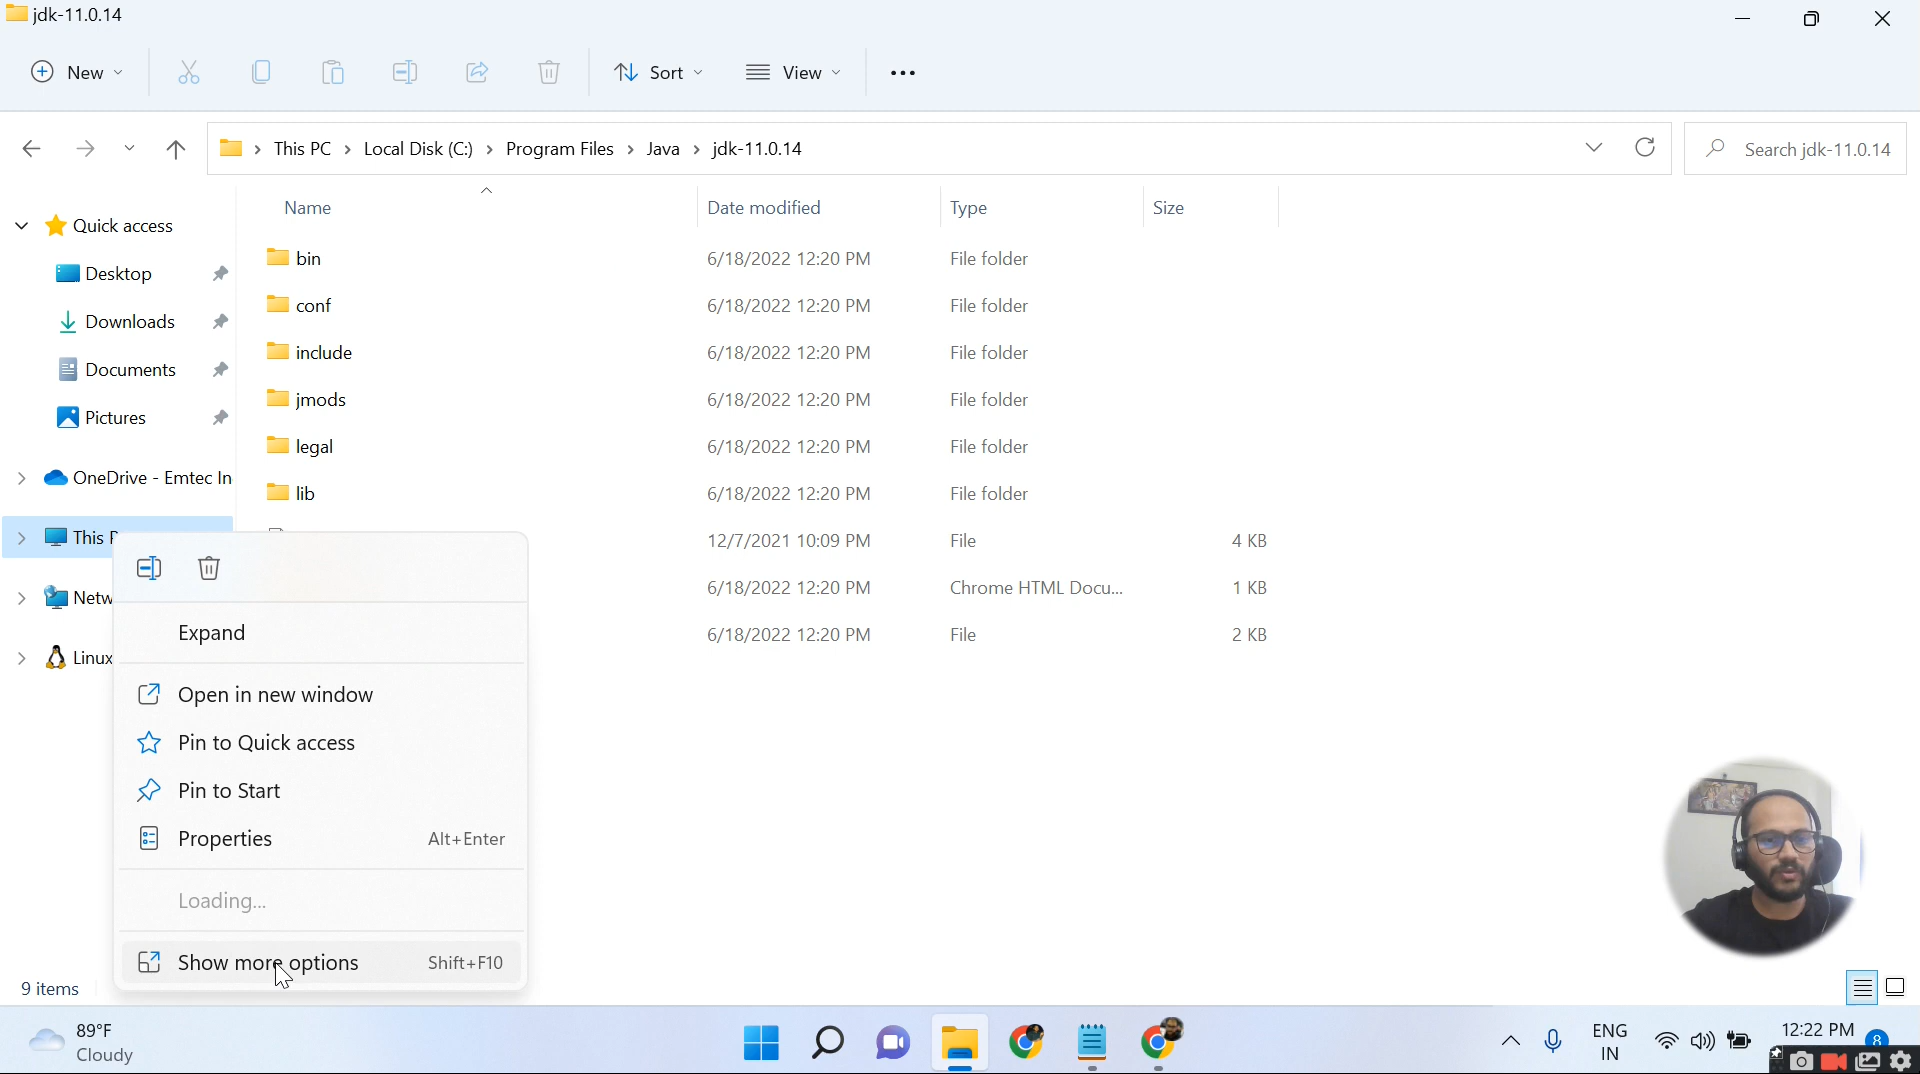 jdk-11.0.14
New
Sort
View
This PC > Local Disk (C:) > Program Files > Java > jdk-11.0.14
Search jdk-11.0.14
Name
Date modified
Type
Size
Quick access
Desktop
Downloads
Documents
Pictures
OneDrive - Emtec In
This P
Netw
Linux
bin 6/18/2022 12:20 PM File folder
conf 6/18/2022 12:20 PM File folder
include 6/18/2022 12:20 PM File folder
jmods 6/18/2022 12:20 PM File folder
legal 6/18/2022 12:20 PM File folder
lib 6/18/2022 12:20 PM File folder
12/7/2021 10:09 PM File 4 KB
6/18/2022 12:20 PM Chrome HTML Docu... 1 KB
6/18/2022 12:20 PM File 2 KB
Expand
Open in new window
Pin to Quick access
Pin to Start
Properties Alt+Enter
Loading...
Show more options Shift+F10
9 items
89°F
Cloudy
ENG
IN
12:22 PM
8